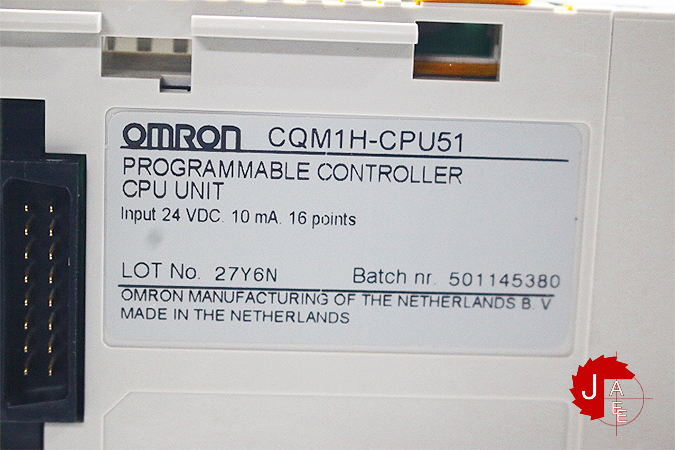 OMRON CQM1H-CPU51
PROGRAMMABLE CONTROLLER
CPU UNIT
Input 24 VDC. 10 mA. 16 points
LOT No. 27Y6N Batch nr. 501145380
OMRON MANUFACTURING OF THE NETHERLANDS B. V
MADE IN THE NETHERLANDS
J A
E
E